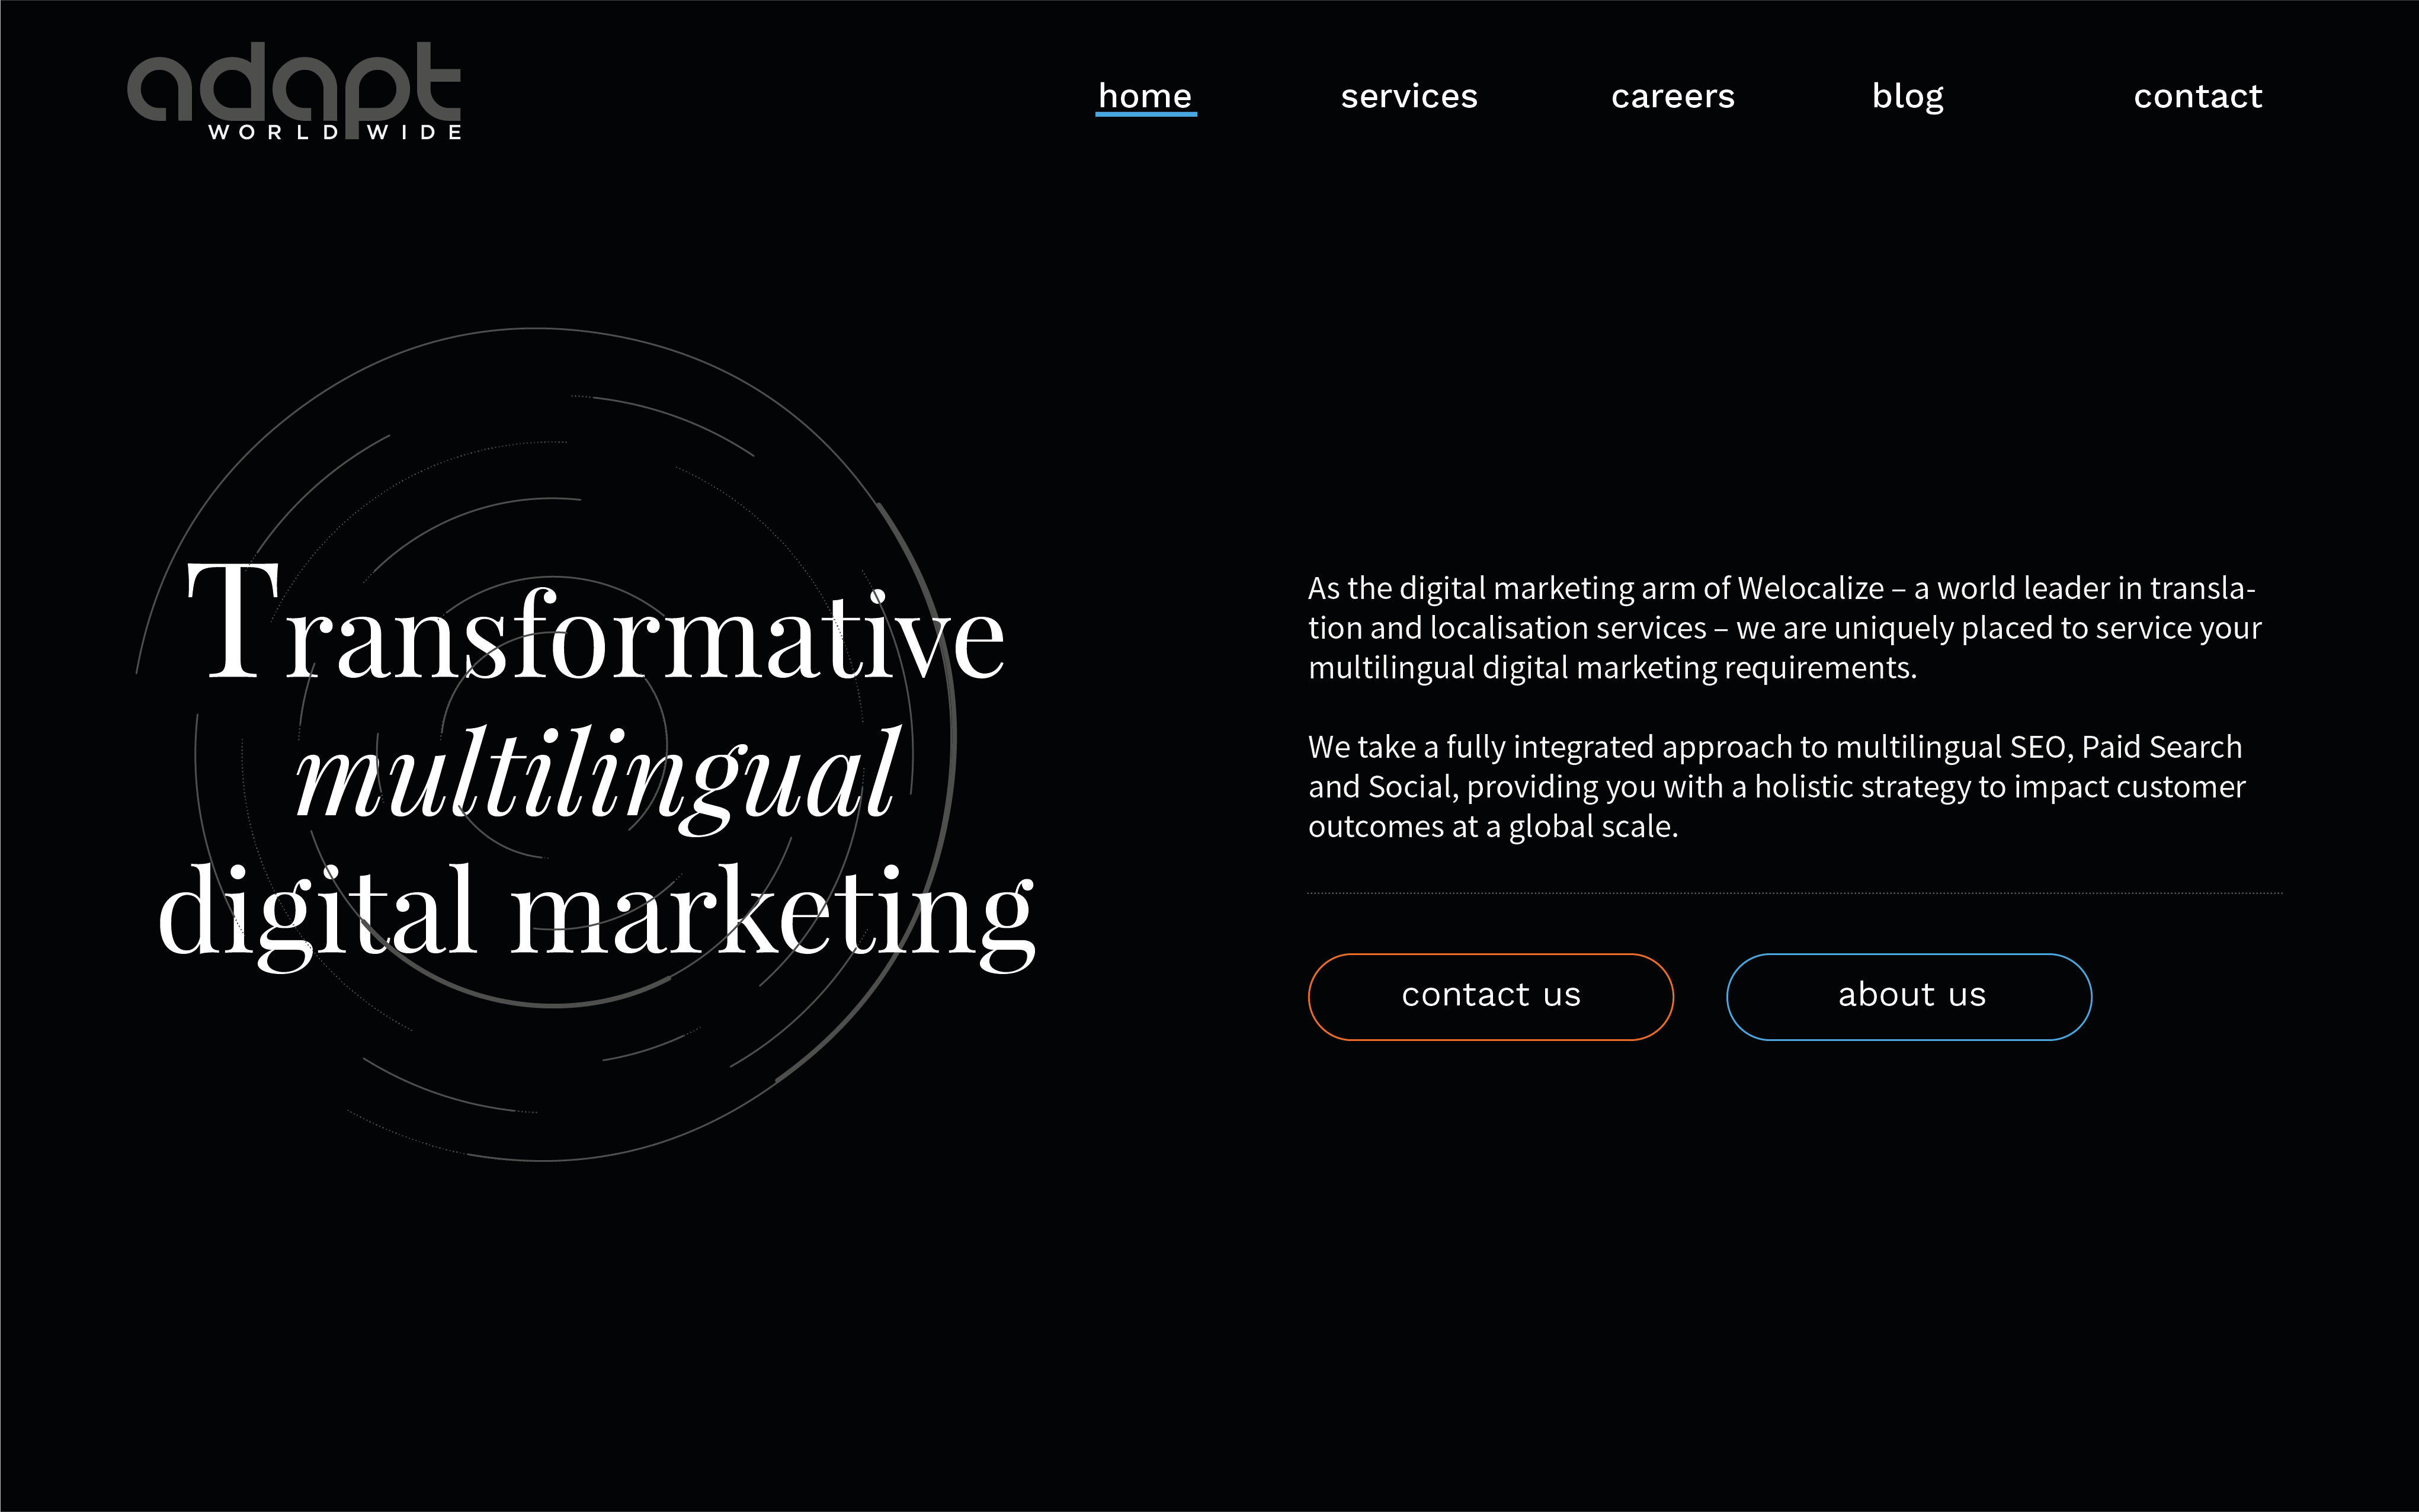 adapt
WORLDWIDE
home services careers blog contact
Transformative
multilingual
digital marketing
As the digital marketing arm of Welocalize – a world leader in transla-
tion and localisation services – we are uniquely placed to service your
multilingual digital marketing requirements.
We take a fully integrated approach to multilingual SEO, Paid Search
and Social, providing you with a holistic strategy to impact customer
outcomes at a global scale.
contact us about us